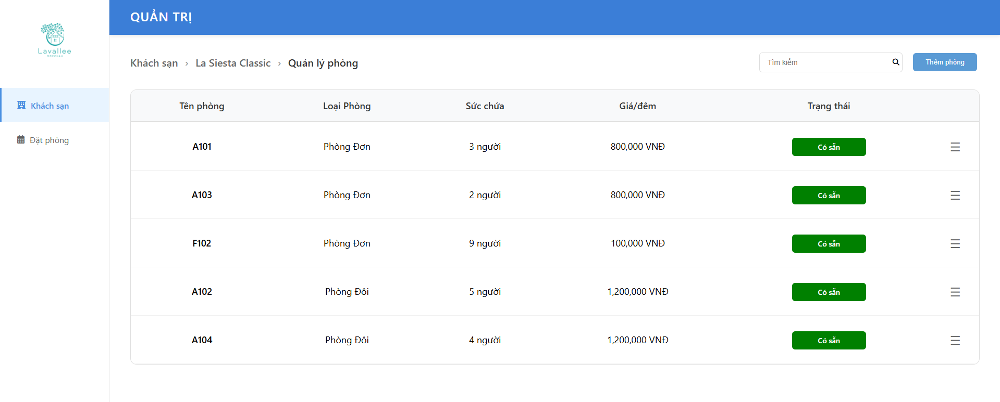 QUẢN TRỊ
Lavallee
MOCCHAU
Khách sạn › La Siesta Classic › Quản lý phòng
Tìm kiếm
Thêm phòng
Khách sạn
Đặt phòng
Tên phòng Loại Phòng Sức chứa Giá/đêm Trạng thái
A101 Phòng Đơn 3 người 800,000 VNĐ Có sẵn
A103 Phòng Đơn 2 người 800,000 VNĐ Có sẵn
F102 Phòng Đơn 9 người 100,000 VNĐ Có sẵn
A102 Phòng Đôi 5 người 1,200,000 VNĐ Có sẵn
A104 Phòng Đôi 4 người 1,200,000 VNĐ Có sẵn